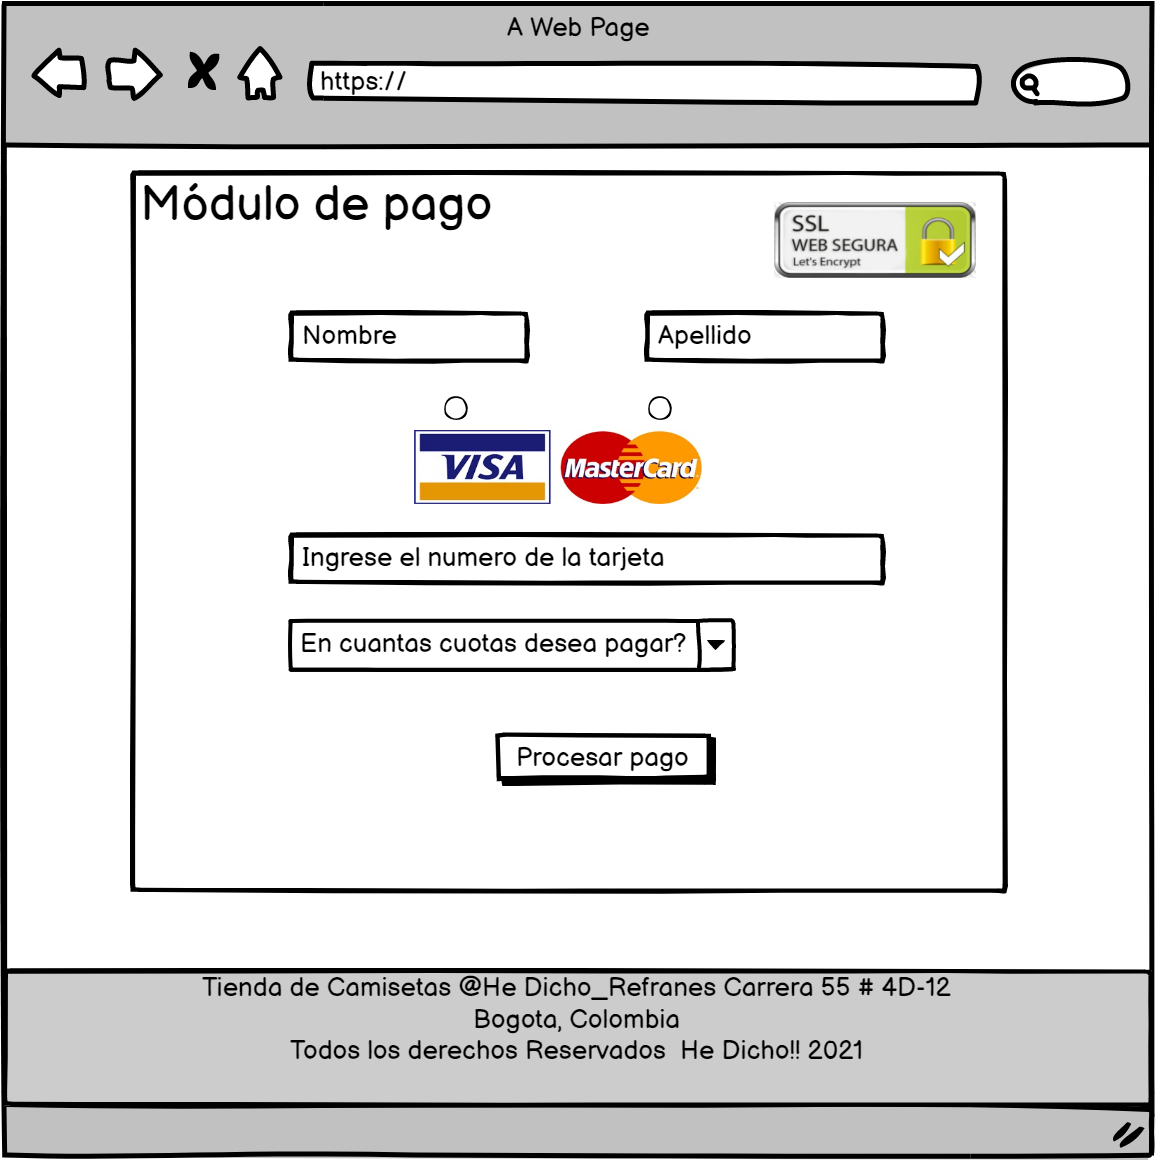 A Web Page
https://
Módulo de pago
SSL
WEB SEGURA
Let's Encrypt
Nombre
Apellido
VISA
MasterCard
Ingrese el numero de la tarjeta
En cuantas cuotas desea pagar?
Procesar pago
Tienda de Camisetas @He Dicho_Refranes Carrera 55 # 4D-12
Bogota, Colombia
Todos los derechos Reservados  He Dicho!! 2021